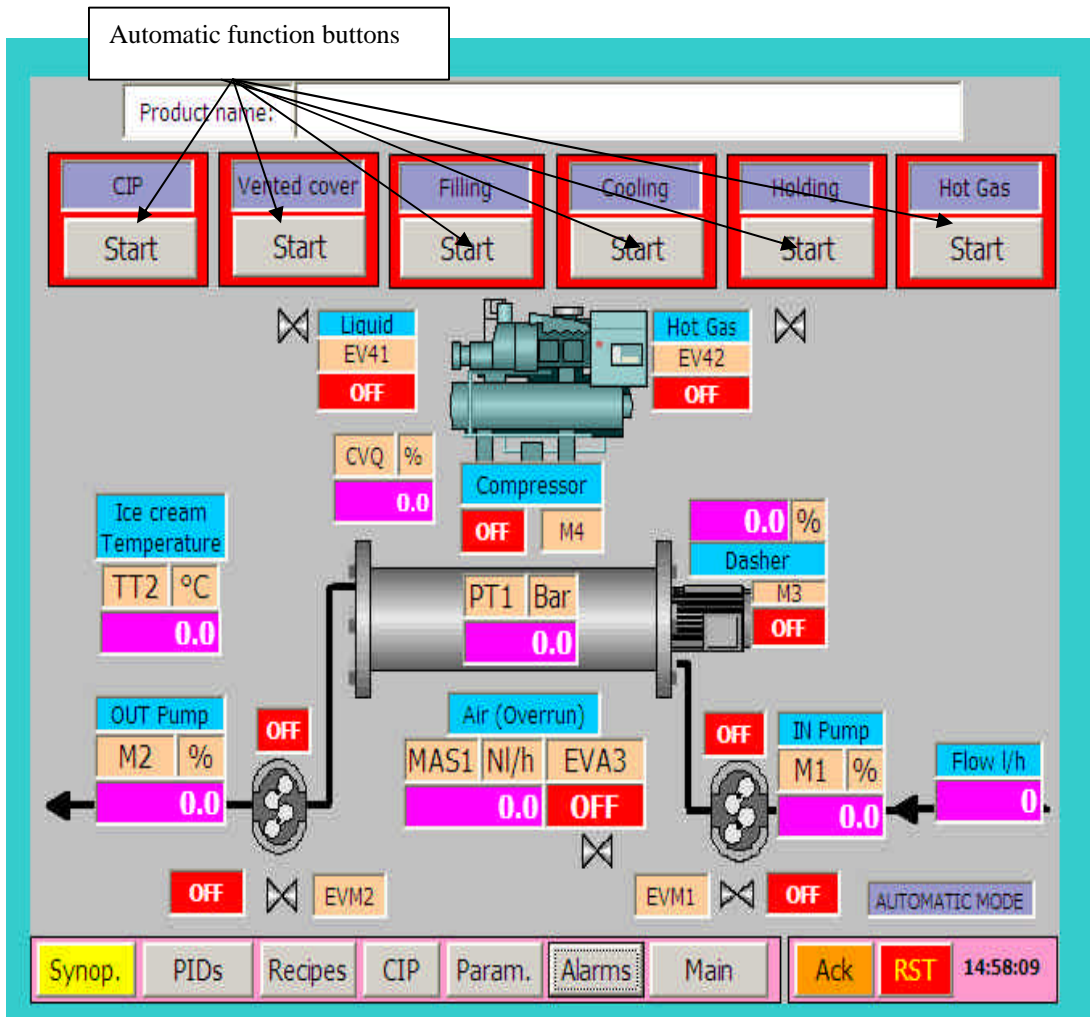 Automatic function buttons
Product name:
CIP
Vented cover
Filling
Cooling
Holding
Hot Gas
Start
Start
Start
Start
Start
Start
Liquid
EV41
OFF
Hot Gas
EV42
OFF
CVQ %
0.0
Compressor
OFF M4
Ice cream
Temperature
TT2 °C
0.0
PT1 Bar
0.0
0.0 %
Dasher
M3
OFF
OUT Pump
M2 %
0.0
OFF
Air (Overrun)
MAS1 Nl/h EVA3
0.0 OFF
OFF
IN Pump
M1 %
0.0
Flow l/h
0
OFF
EVM2
EVM1
OFF
AUTOMATIC MODE
Synop. PIDs Recipes CIP Param. Alarms Main Ack RST 14:58:09